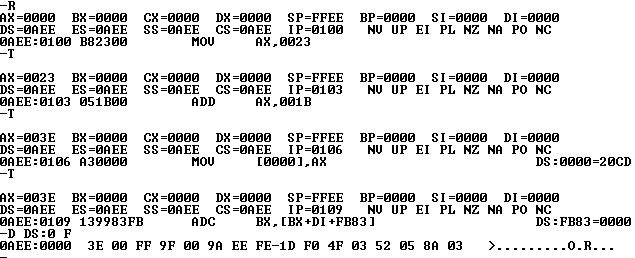 -R
AX=0000  BX=0000  CX=0000  DX=0000  SP=FFEE  BP=0000  SI=0000  DI=0000
DS=0AEE  ES=0AEE  SS=0AEE  CS=0AEE  IP=0100   NV UP EI PL NZ NA PO NC
0AEE:0100 B82300        MOV     AX,0023
-T
AX=0023  BX=0000  CX=0000  DX=0000  SP=FFEE  BP=0000  SI=0000  DI=0000
DS=0AEE  ES=0AEE  SS=0AEE  CS=0AEE  IP=0103   NV UP EI PL NZ NA PO NC
0AEE:0103 051B00        ADD     AX,001B
-T
AX=003E  BX=0000  CX=0000  DX=0000  SP=FFEE  BP=0000  SI=0000  DI=0000
DS=0AEE  ES=0AEE  SS=0AEE  CS=0AEE  IP=0106   NV UP EI PL NZ NA PO NC
0AEE:0106 A30000        MOV     [0000],AX                          DS:0000=20CD
-T
AX=003E  BX=0000  CX=0000  DX=0000  SP=FFEE  BP=0000  SI=0000  DI=0000
DS=0AEE  ES=0AEE  SS=0AEE  CS=0AEE  IP=0109   NV UP EI PL NZ NA PO NC
0AEE:0109 139983FB      ADC     BX,[BX+DI+FB83]                    DS:FB83=0000
-D DS:0 F
0AEE:0000  3E 00 FF 9F 00 9A EE FE-1D F0 4F 03 52 05 8A 03   >.........O.R...
-